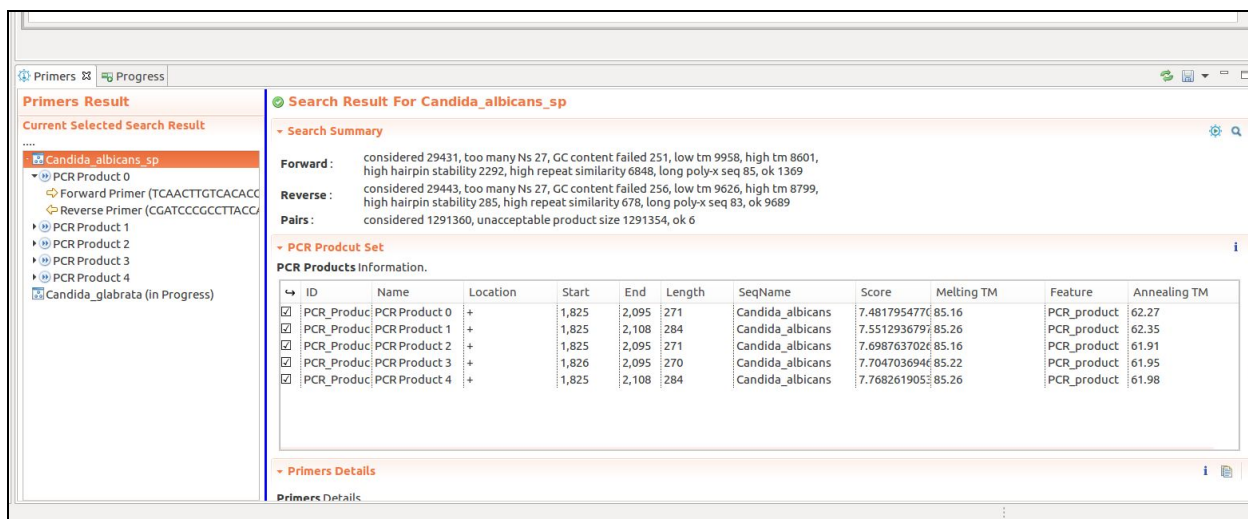 Primers Progress
Primers Result
Current Selected Search Result
....
Candida_albicans_sp
PCR Product 0
Forward Primer (TCAACTTGTCACACC
Reverse Primer (CGATCCCGCCTTACCA
PCR Product 1
PCR Product 2
PCR Product 3
PCR Product 4
Candida_glabrata (in Progress)
Search Result For Candida_albicans_sp
Search Summary
Forward : considered 29431, too many Ns 27, GC content failed 251, low tm 9958, high tm 8601,
high hairpin stability 2292, high repeat similarity 6848, long poly-x seq 85, ok 1369
Reverse : considered 29443, too many Ns 27, GC content failed 256, low tm 9626, high tm 8799,
high hairpin stability 285, high repeat similarity 678, long poly-x seq 83, ok 9689
Pairs : considered 1291360, unacceptable product size 1291354, ok 6
PCR Prodcut Set
PCR Products Information.
ID Name Location Start End Length SeqName Score Melting TM Feature Annealing TM
PCR_Produc PCR Product 0 + 1,825 2,095 271 Candida_albicans 7.481795477( 85.16 PCR_product 62.27
PCR_Produc PCR Product 1 + 1,825 2,108 284 Candida_albicans 7.551293679 85.26 PCR_product 62.35
PCR_Produc PCR Product 2 + 1,825 2,095 271 Candida_albicans 7.698763702 85.16 PCR_product 61.91
PCR_Produc PCR Product 3 + 1,826 2,095 270 Candida_albicans 7.704703694 85.22 PCR_product 61.95
PCR_Produc PCR Product 4 + 1,825 2,108 284 Candida_albicans 7.768261905 85.26 PCR_product 61.98
Primers Details
Primers Details